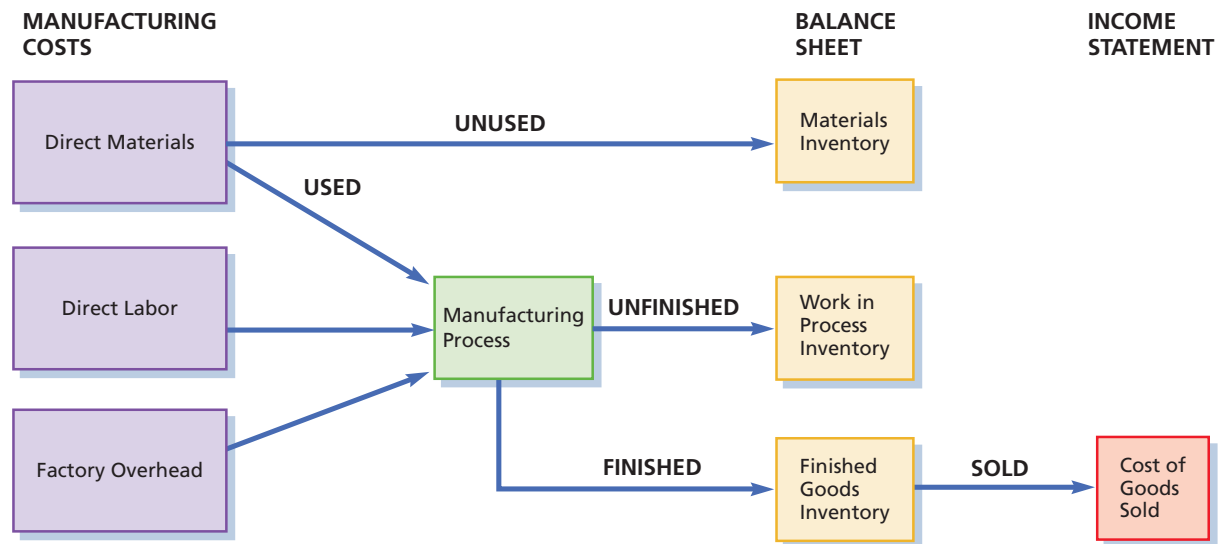 MANUFACTURING
COSTS
BALANCE
SHEET
INCOME
STATEMENT
Direct Materials
UNUSED
Materials
Inventory
USED
Direct Labor
Manufacturing
Process
UNFINISHED
Work in
Process
Inventory
Factory Overhead
FINISHED
Finished
Goods
Inventory
SOLD
Cost of
Goods
Sold